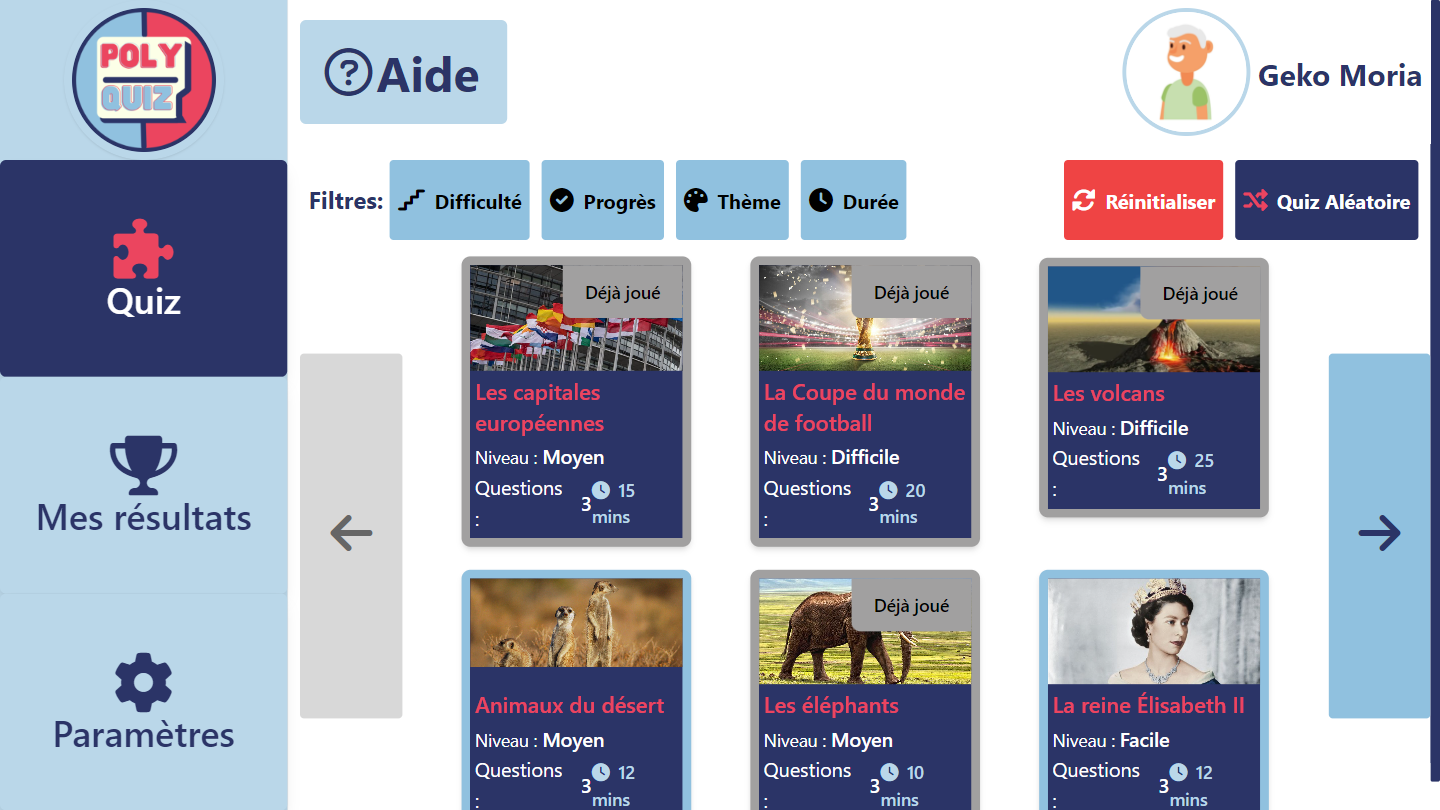 POLY
QUIZ
Aide
Geko Moria
Quiz
Mes résultats
Paramètres
Filtres:
Difficulté
Progrès
Thème
Durée
Réinitialiser
Quiz Aléatoire
Déjà joué
Les capitales
européennes
Niveau : Moyen
Questions
:
3
15
mins
Déjà joué
La Coupe du monde
de football
Niveau : Difficile
Questions
:
3
20
mins
Déjà joué
Les volcans
Niveau : Difficile
Questions
:
3
25
mins
Animaux du désert
Niveau : Moyen
Questions
:
3
12
mins
Déjà joué
Les éléphants
Niveau : Moyen
Questions
:
3
10
mins
La reine Élisabeth II
Niveau : Facile
Questions
:
3
12
mins